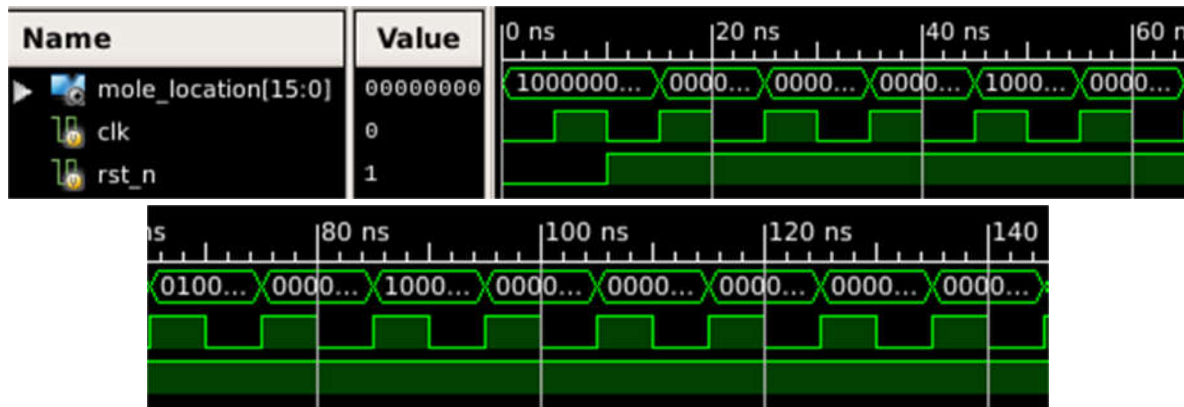 Name Value 0 ns 20 ns 40 ns 60 n
mole_location[15:0] 00000000 1000000... 0000... 0000... 0000... 1000... 0000...
clk 0
rst_n 1
ns 80 ns 100 ns 120 ns 140
0100... 0000... 1000... 0000... 0000... 0000... 0000... 0000...